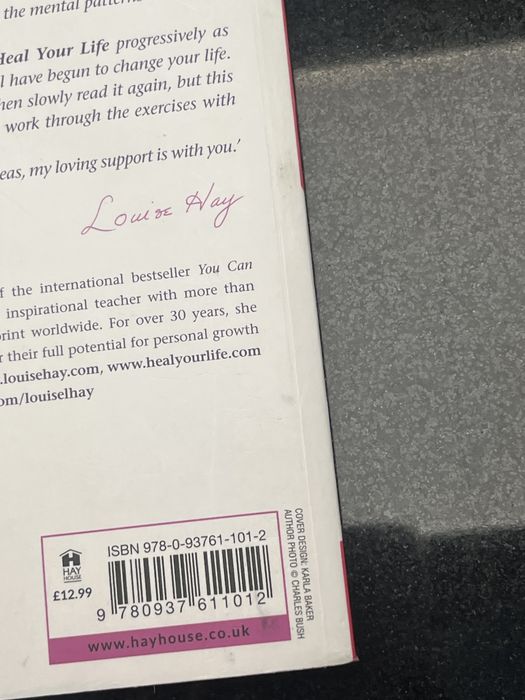 the mental
Heal Your Life progressively as
I have begun to change your life.
then slowly read it again, but this
work through the exercises with
my loving support is with you.'
Louise Hay
f the international bestseller You Can
inspirational teacher with more than
print worldwide. For over 30 years, she
their full potential for personal growth
.louisehay.com, www.healyourlife.com
om/louiselhay
ISBN 978-0-93761-101-2
HAY
HOUSE
£12.99
9 780937 611012
www.hayhouse.co.uk
COVER DESIGN: KARLA BAKER
AUTHOR PHOTO © CHARLES BUSH